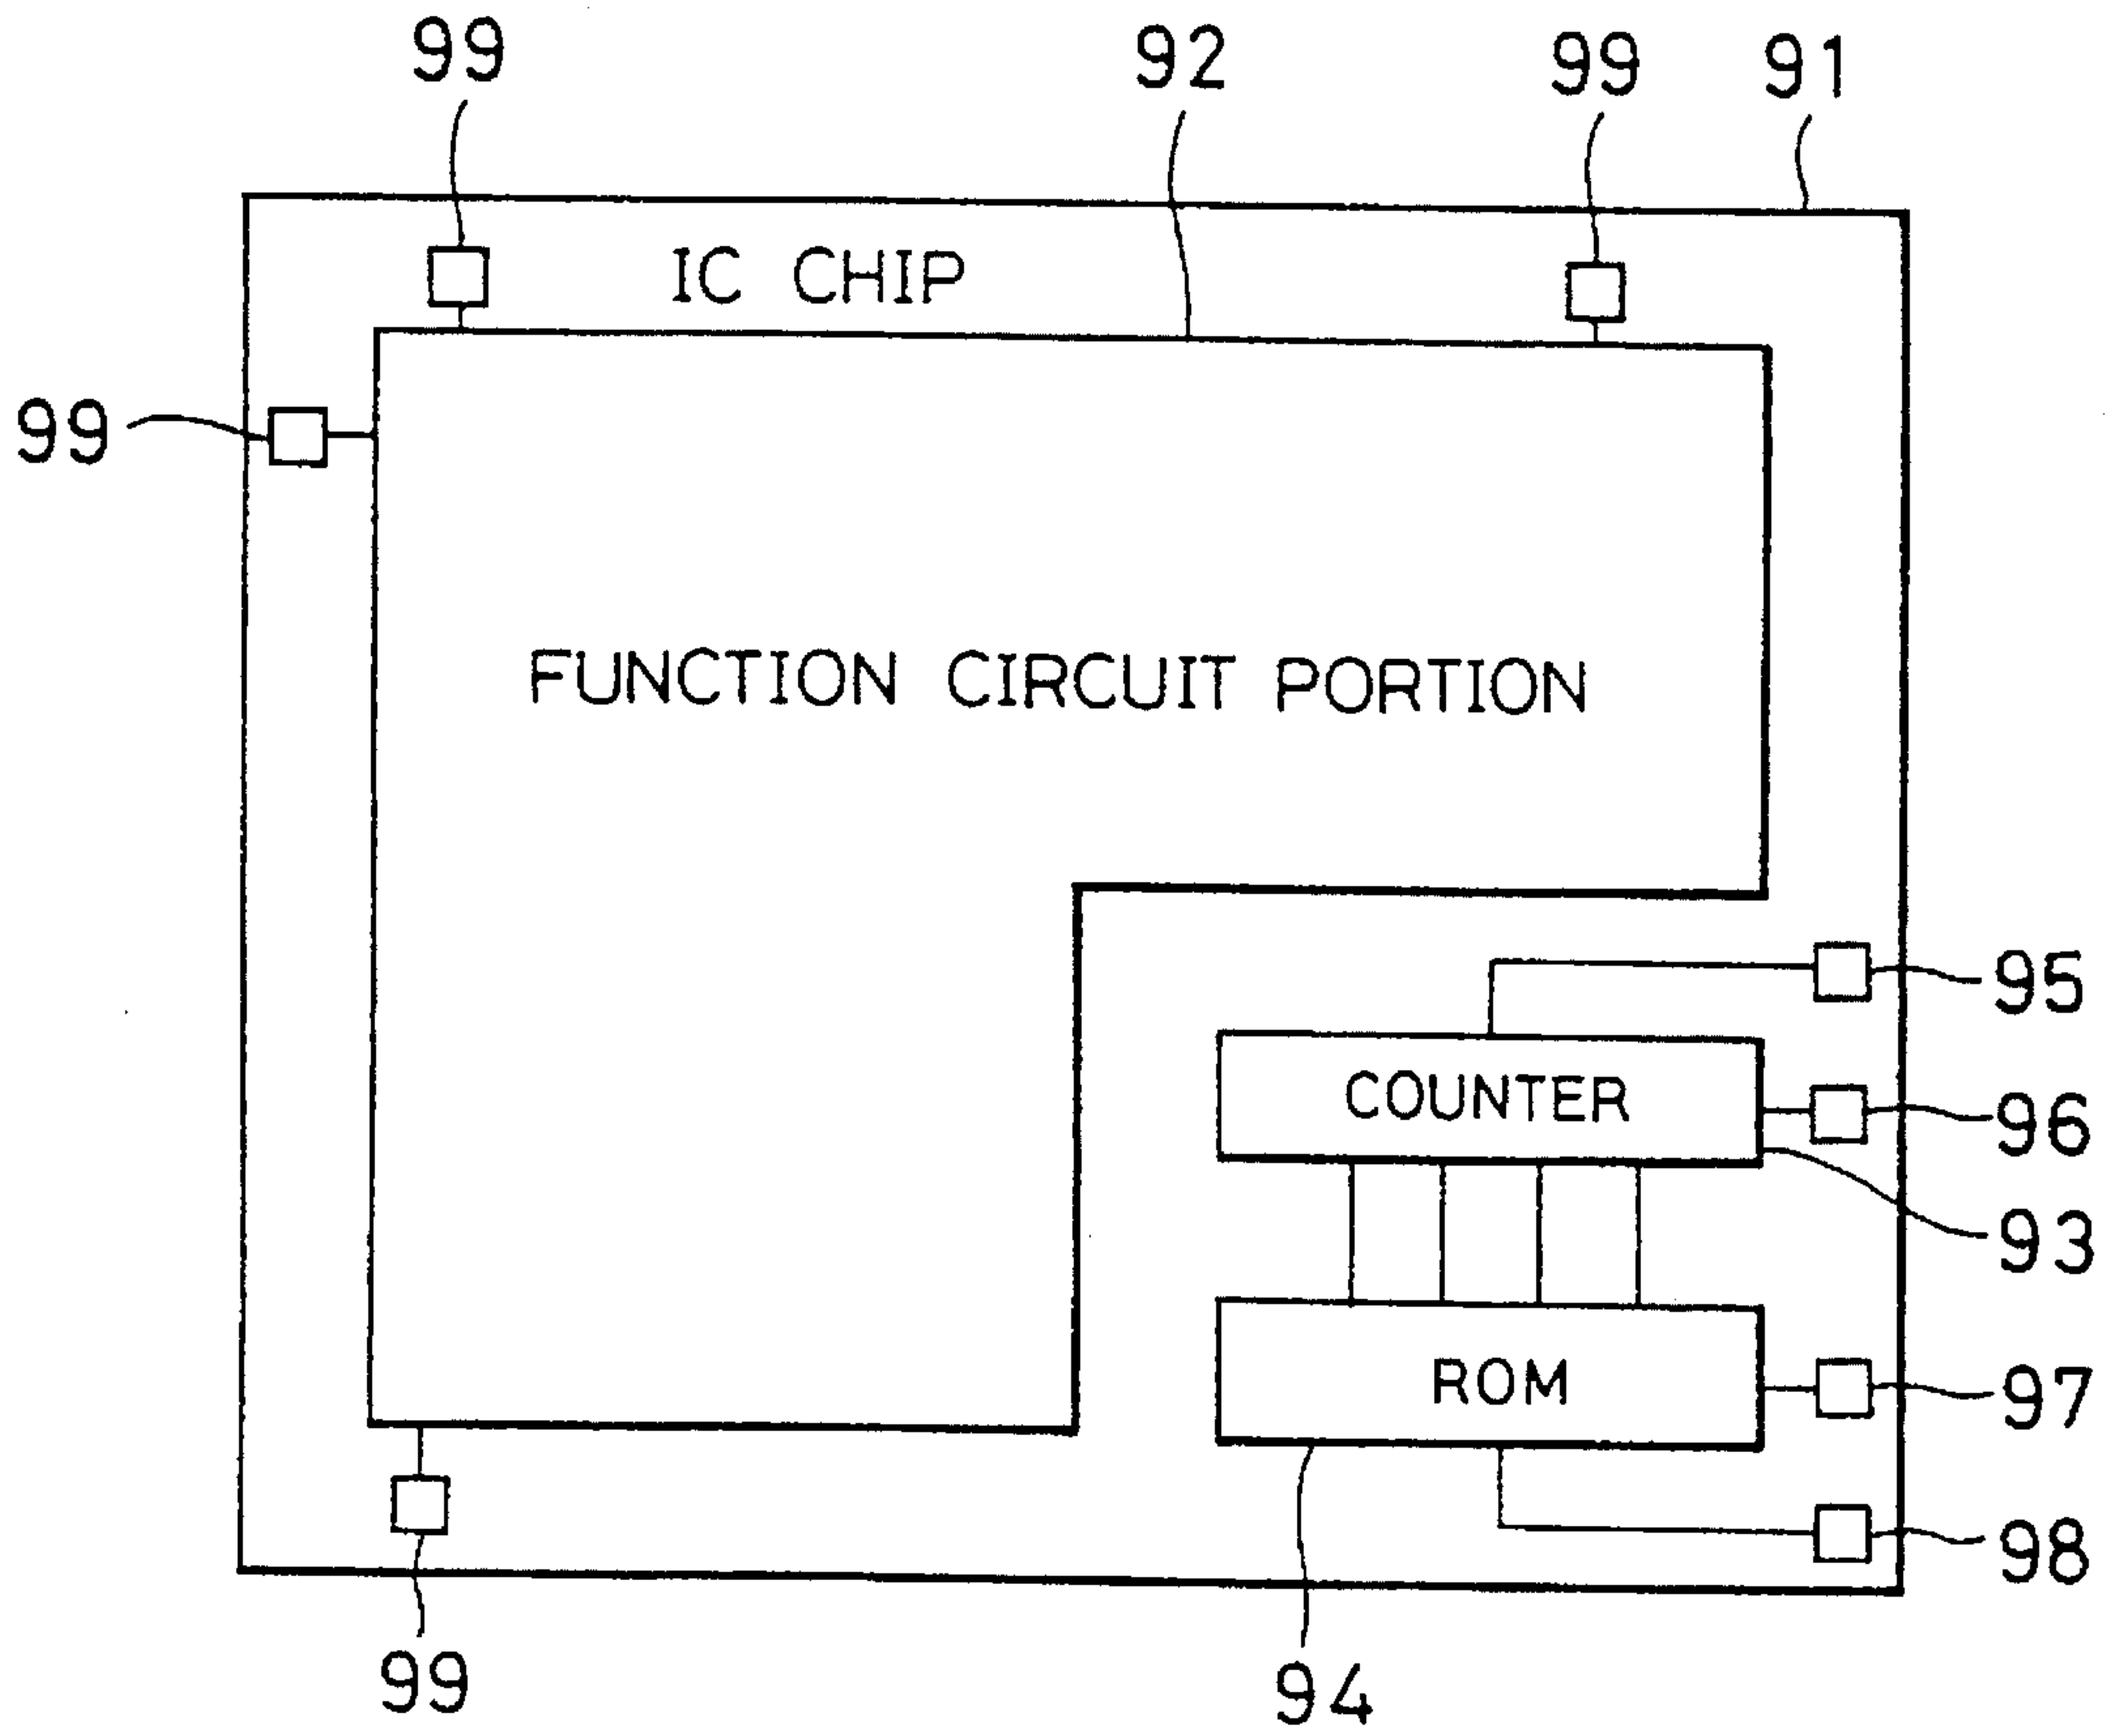 99 92 99 91
IC CHIP
99
FUNCTION CIRCUIT PORTION
95
COUNTER
96
93
ROM
97
98
99 94